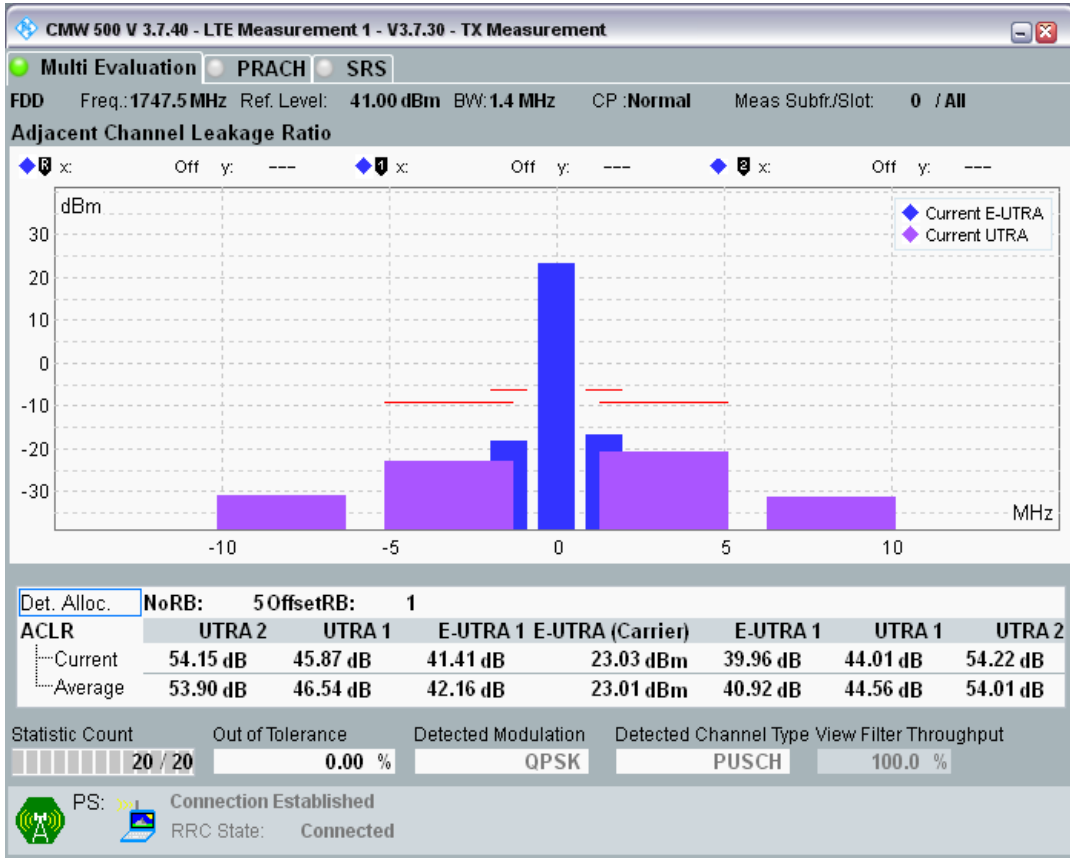 CMW 500 V 3.7.40 - LTE Measurement 1 - V3.7.30 - TX Measurement
Multi Evaluation PRACH SRS
FDD Freq.: 1747.5 MHz Ref. Level: 41.00 dBm BW: 1.4 MHz CP : Normal Meas Subfr./Slot: 0 / All
Adjacent Channel Leakage Ratio
R x: Off y: --- 1 x: Off y: --- 2 x: Off y: ---
dBm
Current E-UTRA
Current UTRA
30
20
10
0
-10
-20
-30
MHz
-10 -5 0 5 10
Det. Alloc. NoRB: 5 OffsetRB: 1
ACLR UTRA 2 UTRA 1 E-UTRA 1 E-UTRA (Carrier) E-UTRA 1 UTRA 1 UTRA 2
Current 54.15 dB 45.87 dB 41.41 dB 23.03 dBm 39.96 dB 44.01 dB 54.22 dB
Average 53.90 dB 46.54 dB 42.16 dB 23.01 dBm 40.92 dB 44.56 dB 54.01 dB
Statistic Count Out of Tolerance Detected Modulation Detected Channel Type View Filter Throughput
20 / 20 0.00 % QPSK PUSCH 100.0 %
PS: Connection Established
RRC State: Connected